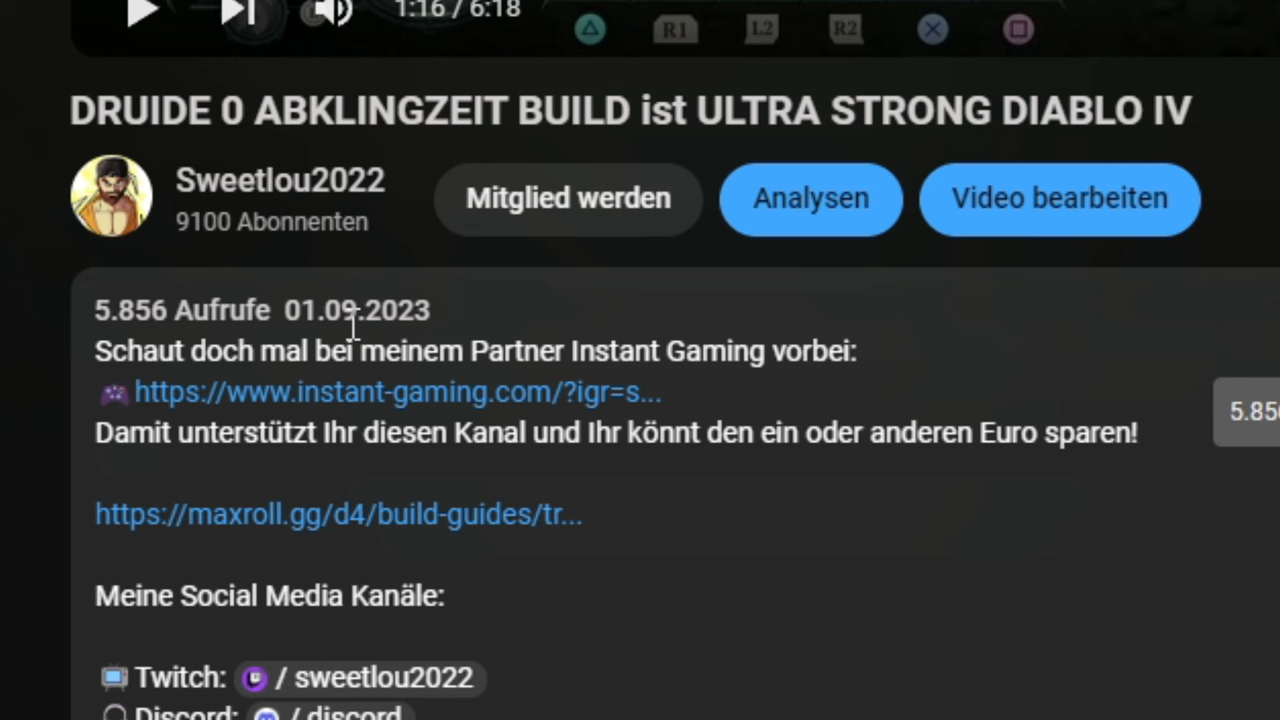 1:16 / 6:18
R1 L2 R2
DRUIDE 0 ABKLINGZEIT BUILD ist ULTRA STRONG DIABLO IV
Sweetlou2022
9100 Abonnenten
Mitglied werden
Analysen
Video bearbeiten
5.856 Aufrufe 01.09.2023
Schaut doch mal bei meinem Partner Instant Gaming vorbei:
https://www.instant-gaming.com/?igr=s...
Damit unterstützt Ihr diesen Kanal und Ihr könnt den ein oder anderen Euro sparen!
5.856
https://maxroll.gg/d4/build-guides/tr...
Meine Social Media Kanäle:
Twitch: / sweetlou2022
Discord: / discord